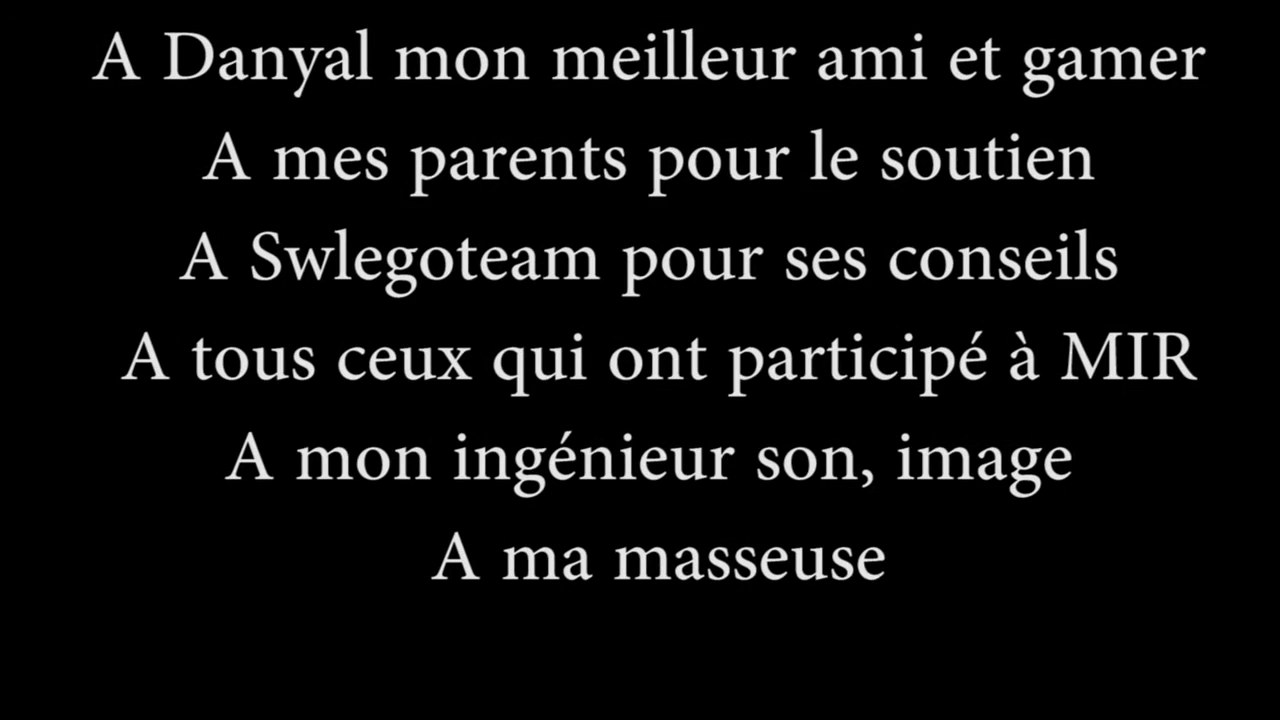 A Danyal mon meilleur ami et gamer
A mes parents pour le soutien
A Swlegoteam pour ses conseils
A tous ceux qui ont participé à MIR
A mon ingénieur son, image
A ma masseuse